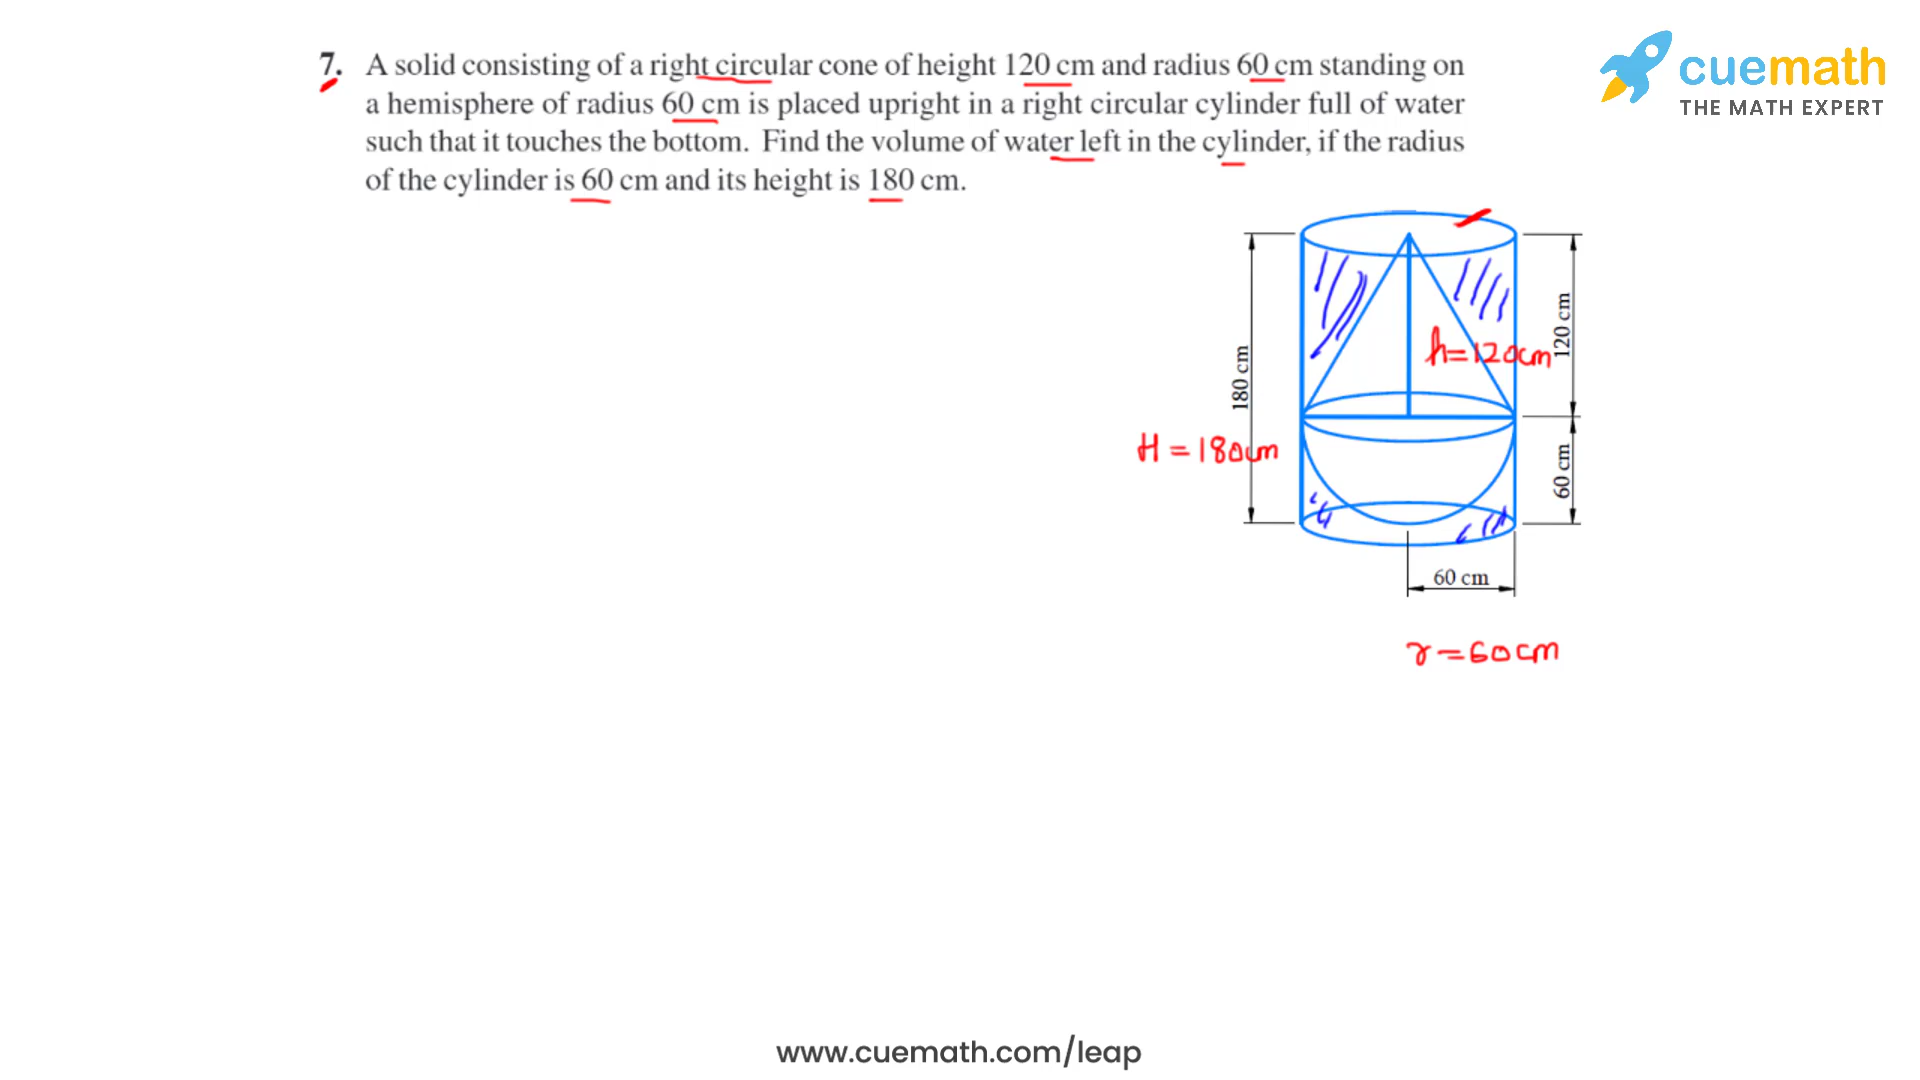 7. A solid consisting of a right circular cone of height 120 cm and radius 60 cm standing on
a hemisphere of radius 60 cm is placed upright in a right circular cylinder full of water
such that it touches the bottom. Find the volume of water left in the cylinder, if the radius
of the cylinder is 60 cm and its height is 180 cm.
cuemath
THE MATH EXPERT
180 cm
120 cm
h=120cm
H = 180cm
60 cm
60 cm
r=60cm
www.cuemath.com/leap